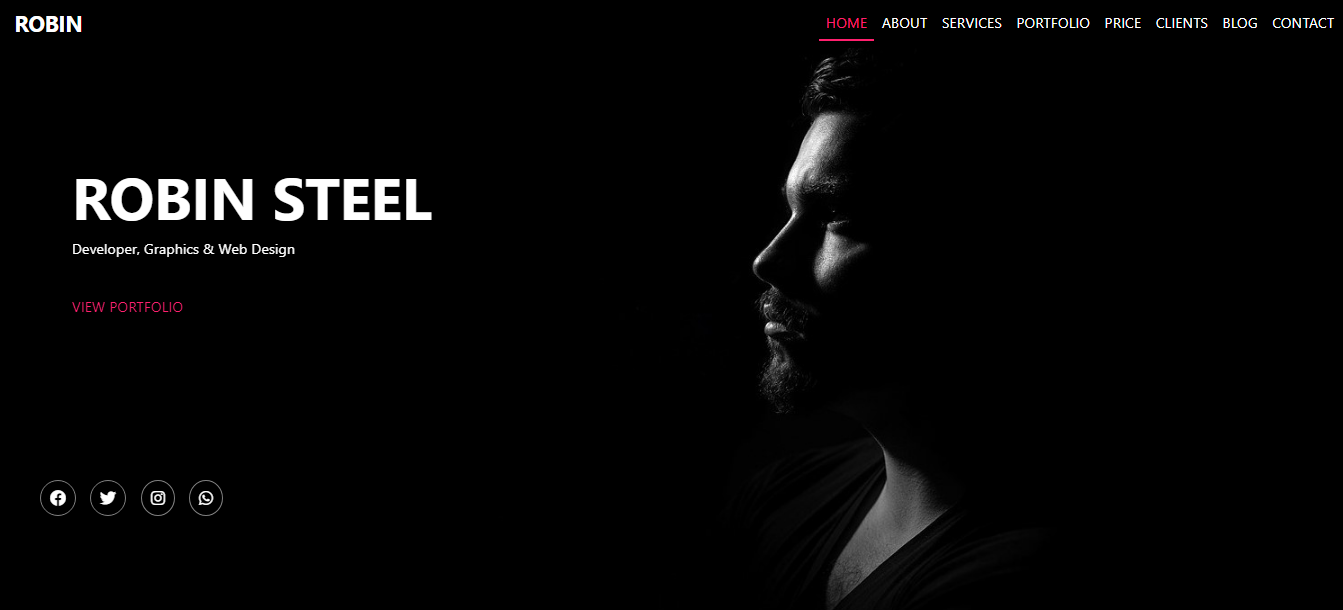 ROBIN
HOME ABOUT SERVICES PORTFOLIO PRICE CLIENTS BLOG CONTACT
ROBIN STEEL
Developer, Graphics & Web Design
VIEW PORTFOLIO